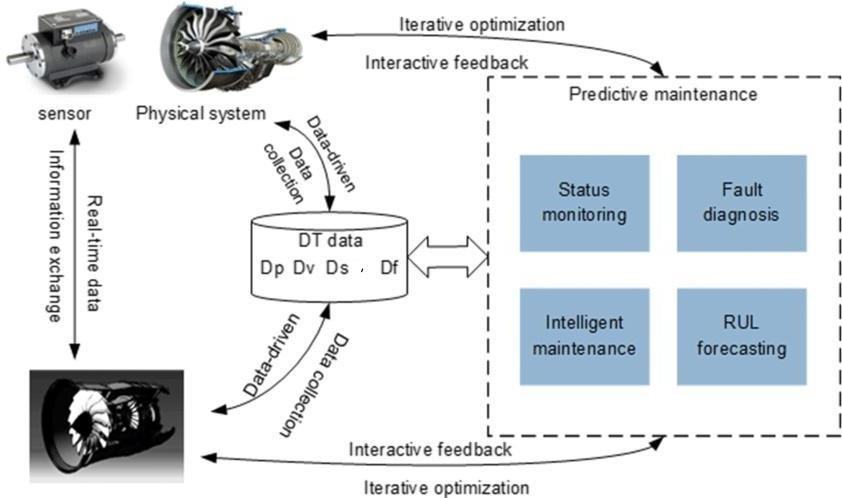 Iterative optimization
Interactive feedback
sensor
Physical system
Predictive maintenance
Data-driven
Data
collection
Real-time data
Information exchange
DT data
Dp Dv Ds , Df
Status
monitoring
Fault
diagnosis
Intelligent
maintenance
RUL
forecasting
Data-driven
Data collection
Interactive feedback
Iterative optimization